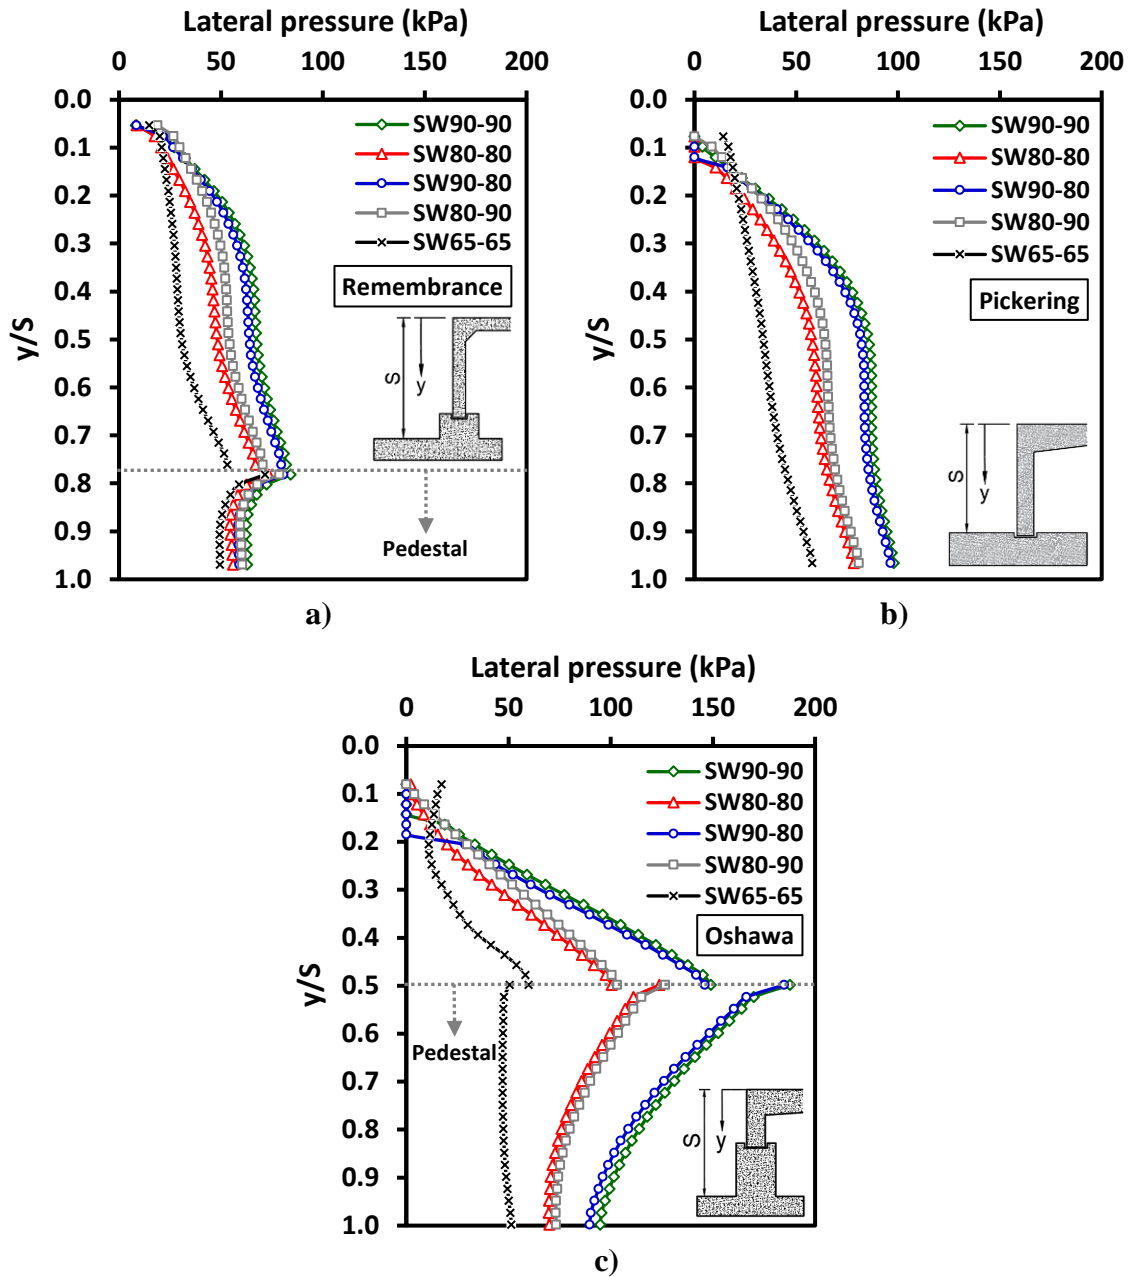 Lateral pressure (kPa)
0 50 100 150 200
0.0
0.1
0.2
0.3
0.4
0.5
0.6
0.7
0.8
0.9
1.0
y/S
SW90-90
SW80-80
SW90-80
SW80-90
SW65-65
Remembrance
S
y
Pedestal
a)
Lateral pressure (kPa)
0 50 100 150 200
0.0
0.1
0.2
0.3
0.4
0.5
0.6
0.7
0.8
0.9
1.0
y/S
SW90-90
SW80-80
SW90-80
SW80-90
SW65-65
Pickering
S
y
b)
Lateral pressure (kPa)
0 50 100 150 200
0.0
0.1
0.2
0.3
0.4
0.5
0.6
0.7
0.8
0.9
1.0
y/S
SW90-90
SW80-80
SW90-80
SW80-90
SW65-65
Oshawa
Pedestal
S
y
c)